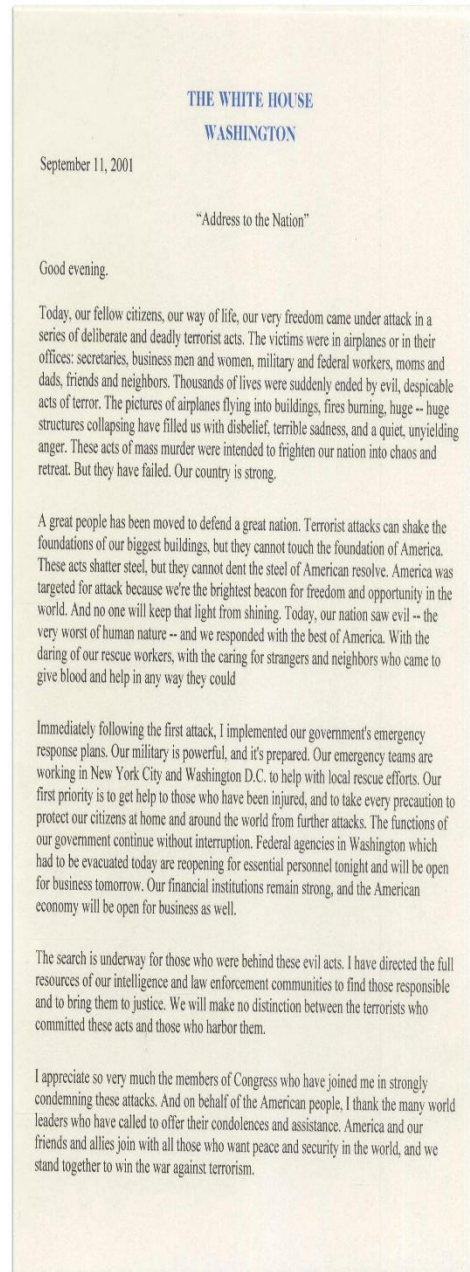 THE WHITE HOUSE
WASHINGTON
September 11, 2001
“Address to the Nation”
Good evening.
Today, our fellow citizens, our way of life, our very freedom came under attack in a
series of deliberate and deadly terrorist acts. The victims were in airplanes or in their
offices: secretaries, business men and women, military and federal workers, moms and
dads, friends and neighbors. Thousands of lives were suddenly ended by evil, despicable
acts of terror. The pictures of airplanes flying into buildings, fires burning, huge -- huge
structures collapsing have filled us with disbelief, terrible sadness, and a quiet, unyielding
anger. These acts of mass murder were intended to frighten our nation into chaos and
retreat. But they have failed. Our country is strong.
A great people has been moved to defend a great nation. Terrorist attacks can shake the
foundations of our biggest buildings, but they cannot touch the foundation of America.
These acts shatter steel, but they cannot dent the steel of American resolve. America was
targeted for attack because we're the brightest beacon for freedom and opportunity in the
world. And no one will keep that light from shining. Today, our nation saw evil -- the
very worst of human nature -- and we responded with the best of America. With the
daring of our rescue workers, with the caring for strangers and neighbors who came to
give blood and help in any way they could
Immediately following the first attack, I implemented our government's emergency
response plans. Our military is powerful, and it's prepared. Our emergency teams are
working in New York City and Washington D.C. to help with local rescue efforts. Our
first priority is to get help to those who have been injured, and to take every precaution to
protect our citizens at home and around the world from further attacks. The functions of
our government continue without interruption. Federal agencies in Washington which
had to be evacuated today are reopening for essential personnel tonight and will be open
for business tomorrow. Our financial institutions remain strong, and the American
economy will be open for business as well.
The search is underway for those who were behind these evil acts. I have directed the full
resources of our intelligence and law enforcement communities to find those responsible
and to bring them to justice. We will make no distinction between the terrorists who
committed these acts and those who harbor them.
I appreciate so very much the members of Congress who have joined me in strongly
condemning these attacks. And on behalf of the American people, I thank the many world
leaders who have called to offer their condolences and assistance. America and our
friends and allies join with all those who want peace and security in the world, and we
stand together to win the war against terrorism.